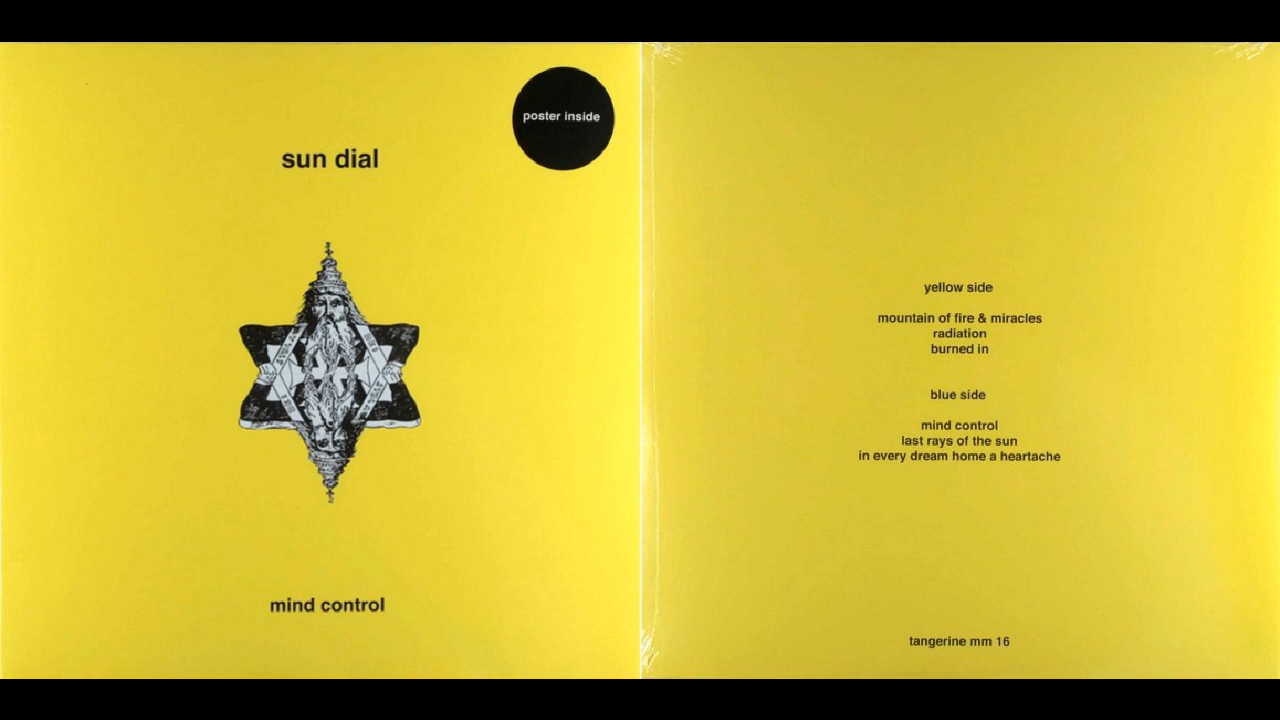 poster inside
sun dial
mind control
yellow side
mountain of fire & miracles
radiation
burned in
blue side
mind control
last rays of the sun
in every dream home a heartache
tangerine mm 16